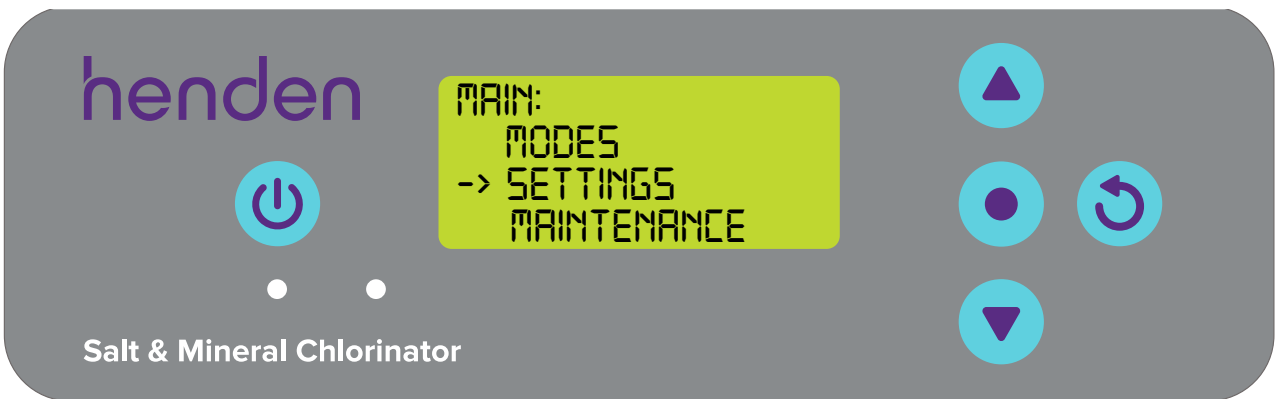 henden
MAIN:
MODES
-> SETTINGS
MAINTENANCE
Salt & Mineral Chlorinator